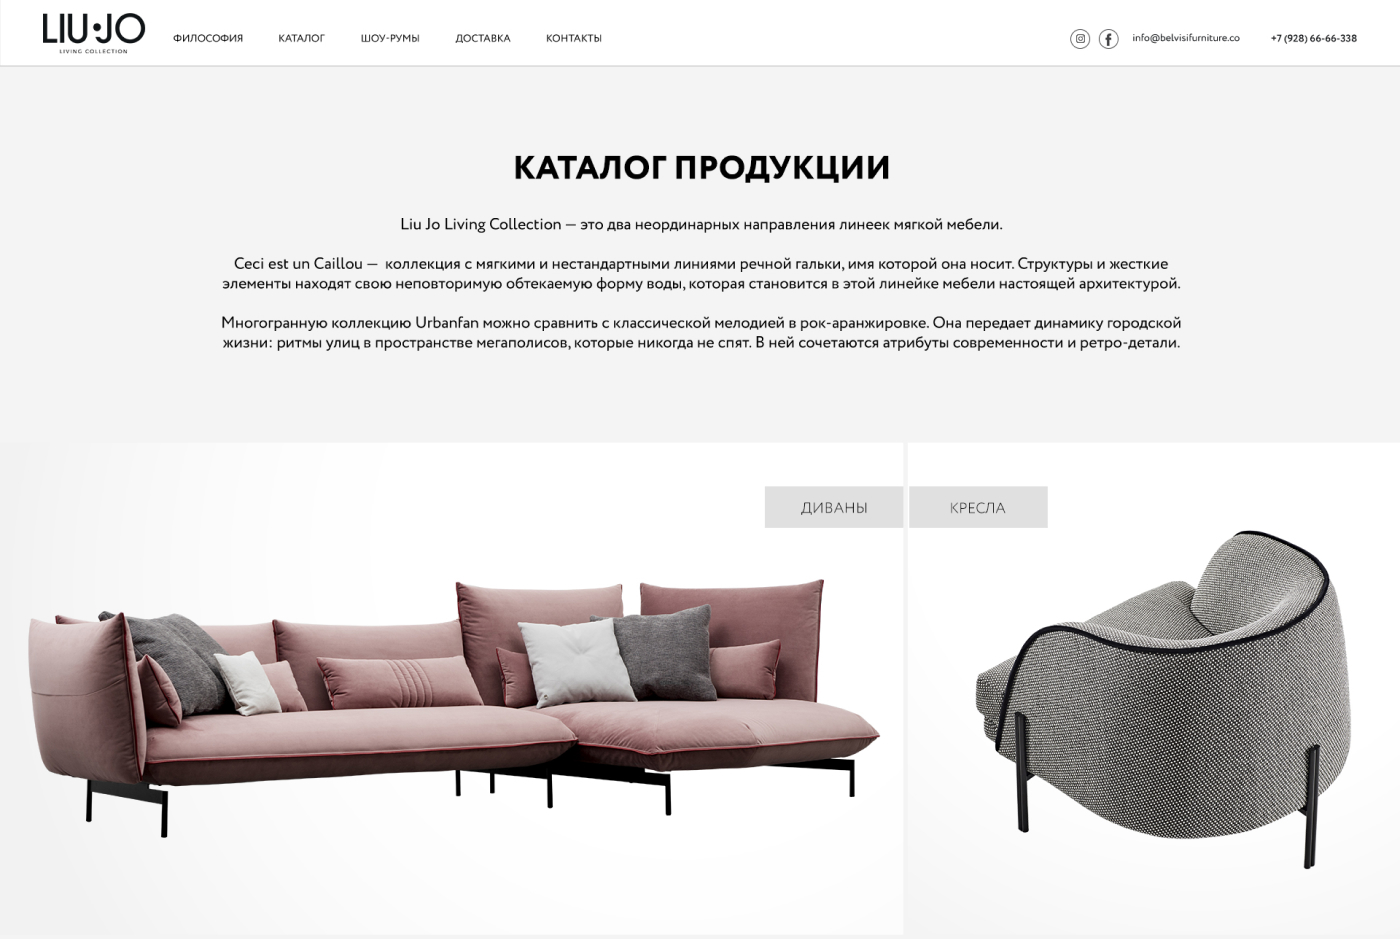 LIU·JO
LIVING COLLECTION
ФИЛОСОФИЯ
КАТАЛОГ
ШОУ-РУМЫ
ДОСТАВКА
КОНТАКТЫ
info@belvisifurniture.co
+7 (928) 66-66-338
КАТАЛОГ ПРОДУКЦИИ
Liu Jo Living Collection — это два неординарных направления линеек мягкой мебели.
Ceci est un Caillou — коллекция с мягкими и нестандартными линиями речной гальки, имя которой она носит. Структуры и жесткие
элементы находят свою неповторимую обтекаемую форму воды, которая становится в этой линейке мебели настоящей архитектурой.
Многогранную коллекцию Urbanfan можно сравнить с классической мелодией в рок-аранжировке. Она передает динамику городской
жизни: ритмы улиц в пространстве мегаполисов, которые никогда не спят. В ней сочетаются атрибуты современности и ретро-детали.
ДИВАНЫ
КРЕСЛА